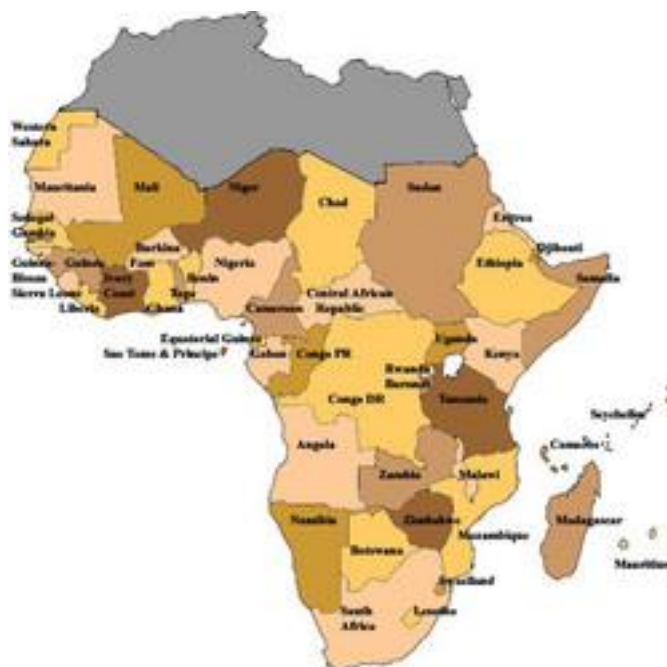 Western
Sahara
Mauritania
Mali
Niger
Chad
Sudan
Eritrea
Senegal
Gambia
Burkina
Faso
Djibouti
Guinea-
Bissau
Guinea
Ivory
Coast
Benin
Nigeria
Ethiopia
Somalia
Sierra Leone
Liberia
Ghana
Togo
Cameroon
Central African
Republic
Equatorial Guinea
Sao Tome & Principe
Gabon
Congo PR
Uganda
Kenya
Rwanda
Burundi
Congo DR
Tanzania
Seychelles
Comoros
Angola
Zambia
Malawi
Namibia
Zimbabwe
Mozambique
Madagascar
Botswana
Mauritius
Swaziland
South
Africa
Lesotho